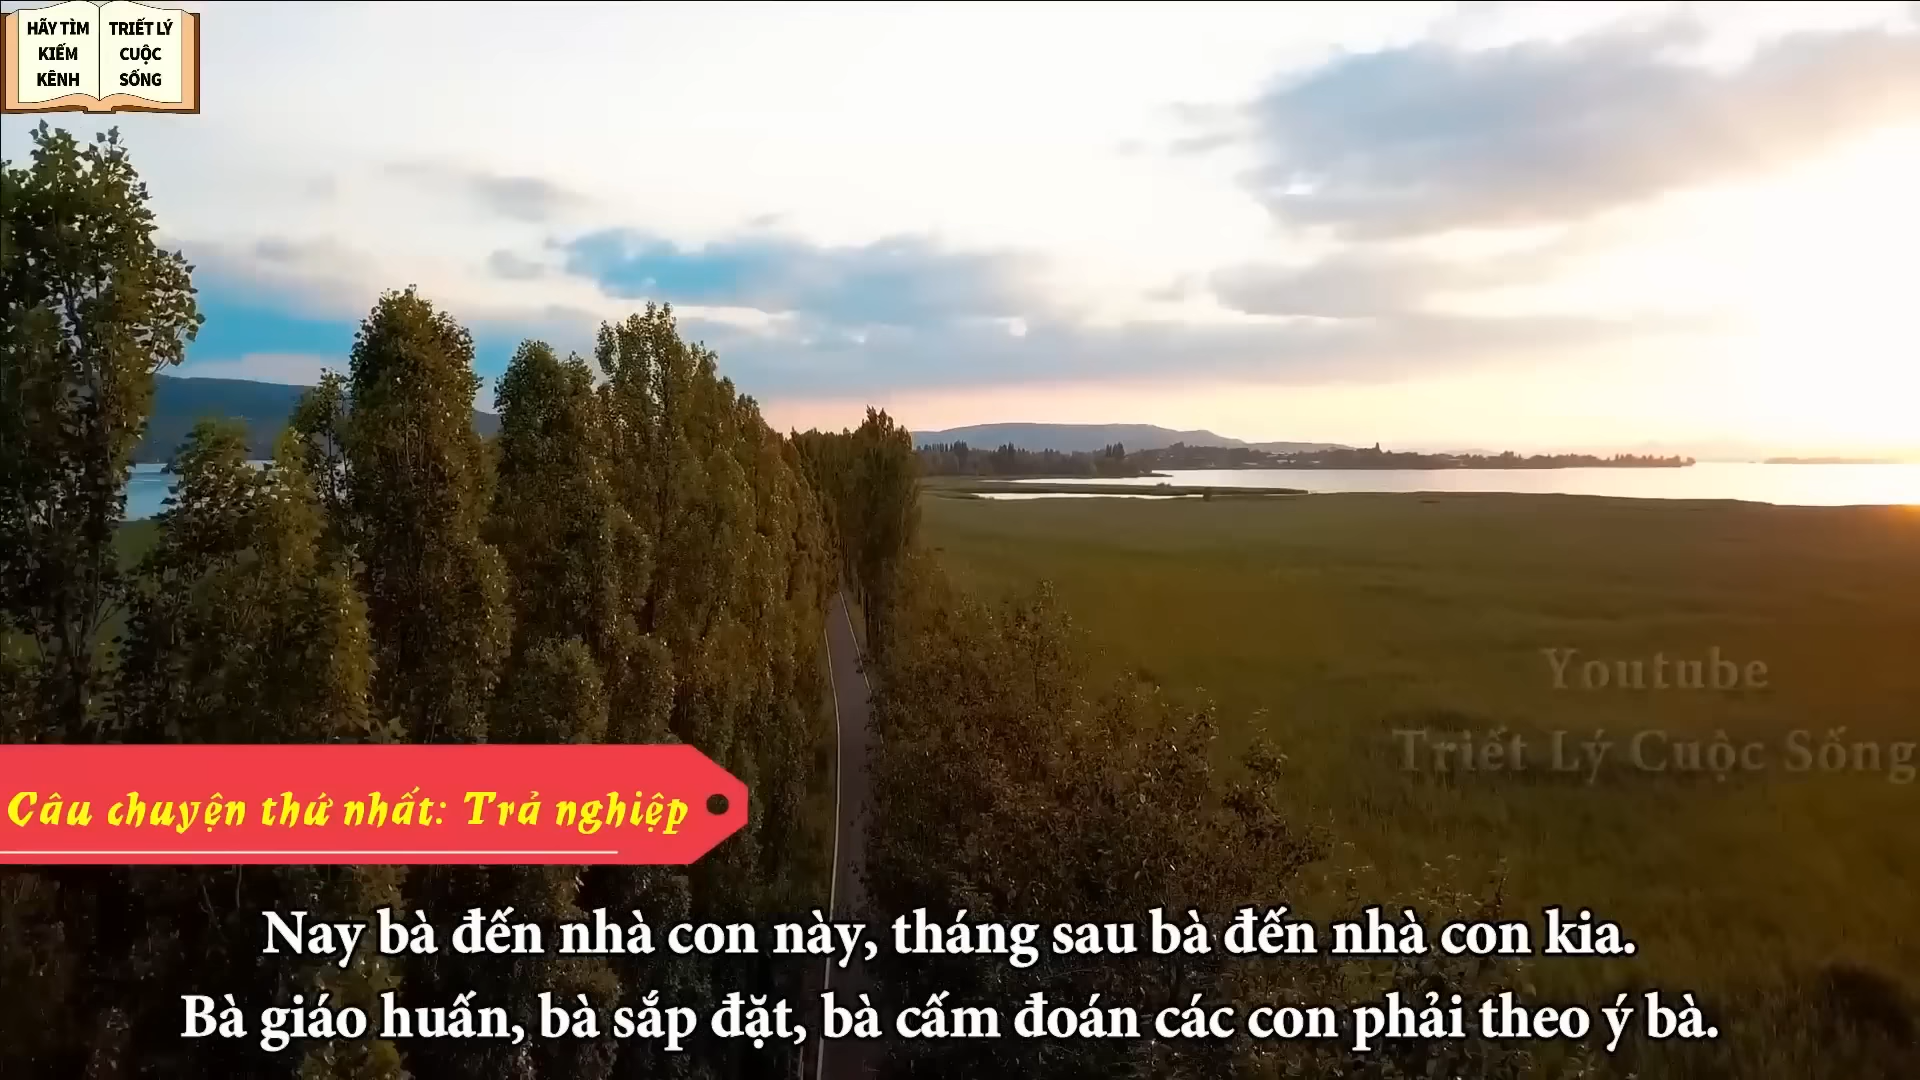 HÃY TÌM
KIẾM
KÊNH
TRIẾT LÝ
CUỘC
SỐNG
Youtube
Triết Lý Cuộc Sống
Câu chuyện thứ nhất: Trả nghiệp
Nay bà đến nhà con này, tháng sau bà đến nhà con kia.
Bà giáo huấn, bà sắp đặt, bà cấm đoán các con phải theo ý bà.